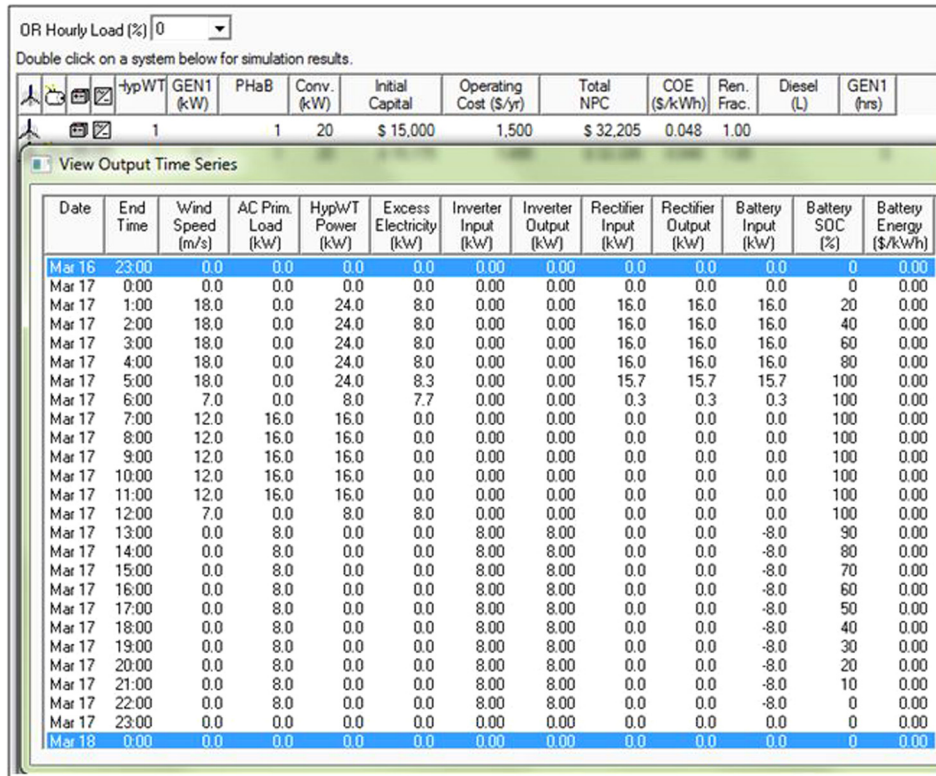 OR Hourly Load (%) 0
Double click on a system below for simulation results.
HypWT GEN1 (kW) PHaB Conv. (kW) Initial Capital Operating Cost ($/yr) Total NPC COE ($/kWh) Ren. Frac. Diesel (L) GEN1 (hrs)
1 1 20 $ 15,000 1,500 $ 32,205 0.048 1.00
View Output Time Series
Date End Time Wind Speed (m/s) AC Prim. Load (kW) HypWT Power (kW) Excess Electricity (kW) Inverter Input (kW) Inverter Output (kW) Rectifier Input (kW) Rectifier Output (kW) Battery Input (kW) Battery SOC (%) Battery Energy ($/kWh)
Mar 16 23:00 0.0 0.0 0.0 0.0 0.00 0.00 0.0 0.0 0.0 0 0.00
Mar 17 0:00 0.0 0.0 0.0 0.0 0.00 0.00 0.0 0.0 0.0 0 0.00
Mar 17 1:00 18.0 0.0 24.0 8.0 0.00 0.00 16.0 16.0 16.0 20 0.00
Mar 17 2:00 18.0 0.0 24.0 8.0 0.00 0.00 16.0 16.0 16.0 40 0.00
Mar 17 3:00 18.0 0.0 24.0 8.0 0.00 0.00 16.0 16.0 16.0 60 0.00
Mar 17 4:00 18.0 0.0 24.0 8.0 0.00 0.00 16.0 16.0 16.0 80 0.00
Mar 17 5:00 18.0 0.0 24.0 8.3 0.00 0.00 15.7 15.7 15.7 100 0.00
Mar 17 6:00 7.0 0.0 8.0 7.7 0.00 0.00 0.3 0.3 0.3 100 0.00
Mar 17 7:00 12.0 16.0 16.0 0.0 0.00 0.00 0.0 0.0 0.0 100 0.00
Mar 17 8:00 12.0 16.0 16.0 0.0 0.00 0.00 0.0 0.0 0.0 100 0.00
Mar 17 9:00 12.0 16.0 16.0 0.0 0.00 0.00 0.0 0.0 0.0 100 0.00
Mar 17 10:00 12.0 16.0 16.0 0.0 0.00 0.00 0.0 0.0 0.0 100 0.00
Mar 17 11:00 12.0 16.0 16.0 0.0 0.00 0.00 0.0 0.0 0.0 100 0.00
Mar 17 12:00 7.0 0.0 8.0 8.0 0.00 0.00 0.0 0.0 0.0 100 0.00
Mar 17 13:00 0.0 8.0 0.0 0.0 8.00 8.00 0.0 0.0 -8.0 90 0.00
Mar 17 14:00 0.0 8.0 0.0 0.0 8.00 8.00 0.0 0.0 -8.0 80 0.00
Mar 17 15:00 0.0 8.0 0.0 0.0 8.00 8.00 0.0 0.0 -8.0 70 0.00
Mar 17 16:00 0.0 8.0 0.0 0.0 8.00 8.00 0.0 0.0 -8.0 60 0.00
Mar 17 17:00 0.0 8.0 0.0 0.0 8.00 8.00 0.0 0.0 -8.0 50 0.00
Mar 17 18:00 0.0 8.0 0.0 0.0 8.00 8.00 0.0 0.0 -8.0 40 0.00
Mar 17 19:00 0.0 8.0 0.0 0.0 8.00 8.00 0.0 0.0 -8.0 30 0.00
Mar 17 20:00 0.0 8.0 0.0 0.0 8.00 8.00 0.0 0.0 -8.0 20 0.00
Mar 17 21:00 0.0 8.0 0.0 0.0 8.00 8.00 0.0 0.0 -8.0 10 0.00
Mar 17 22:00 0.0 8.0 0.0 0.0 8.00 8.00 0.0 0.0 -8.0 0 0.00
Mar 17 23:00 0.0 0.0 0.0 0.0 0.00 0.00 0.0 0.0 0.0 0 0.00
Mar 18 0:00 0.0 0.0 0.0 0.0 0.00 0.00 0.0 0.0 0.0 0 0.00